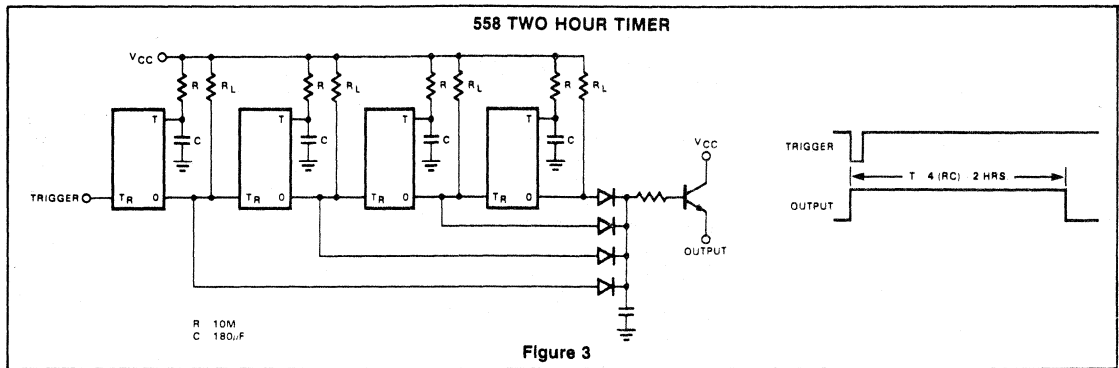 558 TWO HOUR TIMER
VCC
R RL R RL R RL R RL
T T T T
C C C C
VCC
TRIGGER TR 0 TR 0 TR 0 TR 0
OUTPUT
TRIGGER
T 4 (RC) 2 HRS
OUTPUT
R 10M
C 180µF
Figure 3